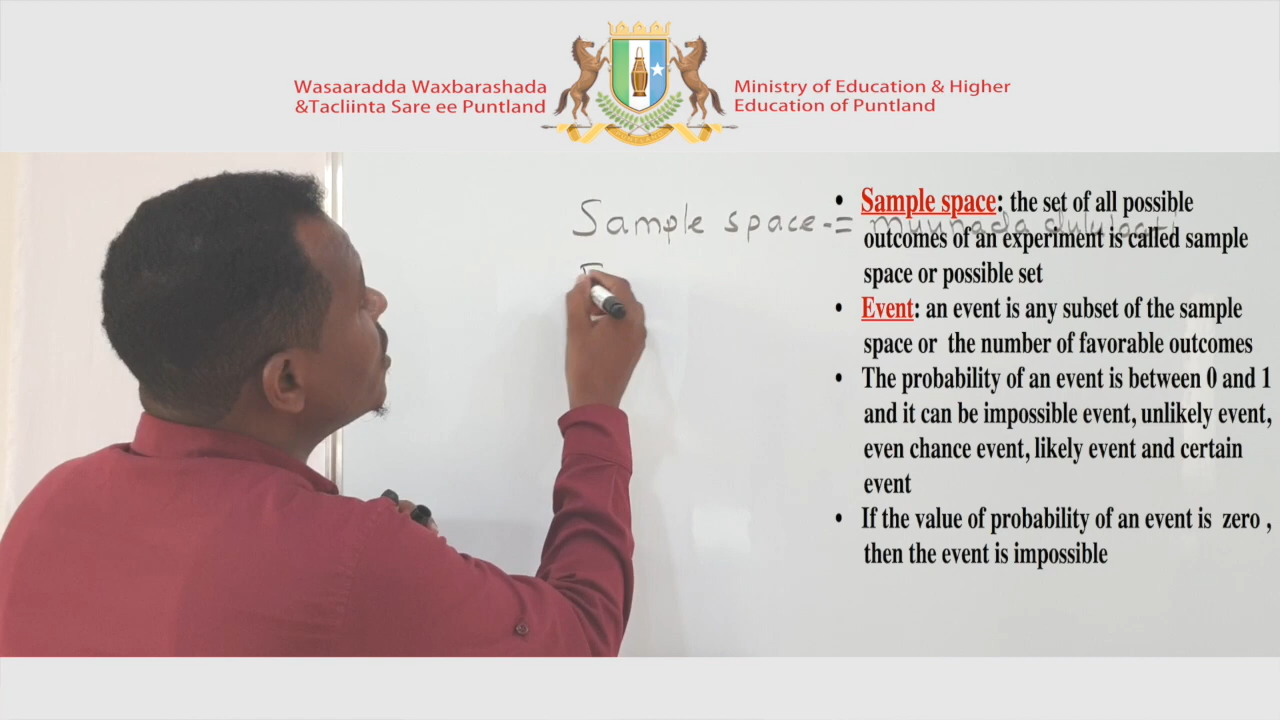 Wasaaradda Waxbarashada
&Tacliinta Sare ee Puntland
Ministry of Education & Higher
Education of Puntland
Sample space =
• Sample space: the set of all possible
outcomes of an experiment is called sample
space or possible set
• Event: an event is any subset of the sample
space or the number of favorable outcomes
• The probability of an event is between 0 and 1
and it can be impossible event, unlikely event,
even chance event, likely event and certain
event
• If the value of probability of an event is zero ,
then the event is impossible